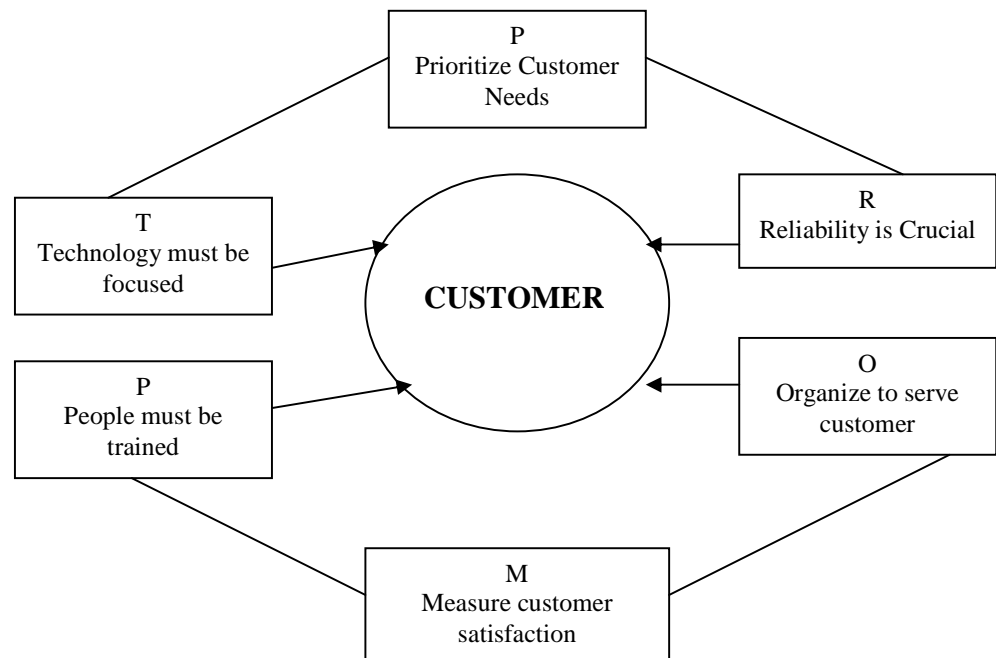 P
Prioritize Customer
Needs
R
Reliability is Crucial
T
Technology must be
focused
CUSTOMER
O
Organize to serve
customer
P
People must be
trained
M
Measure customer
satisfaction